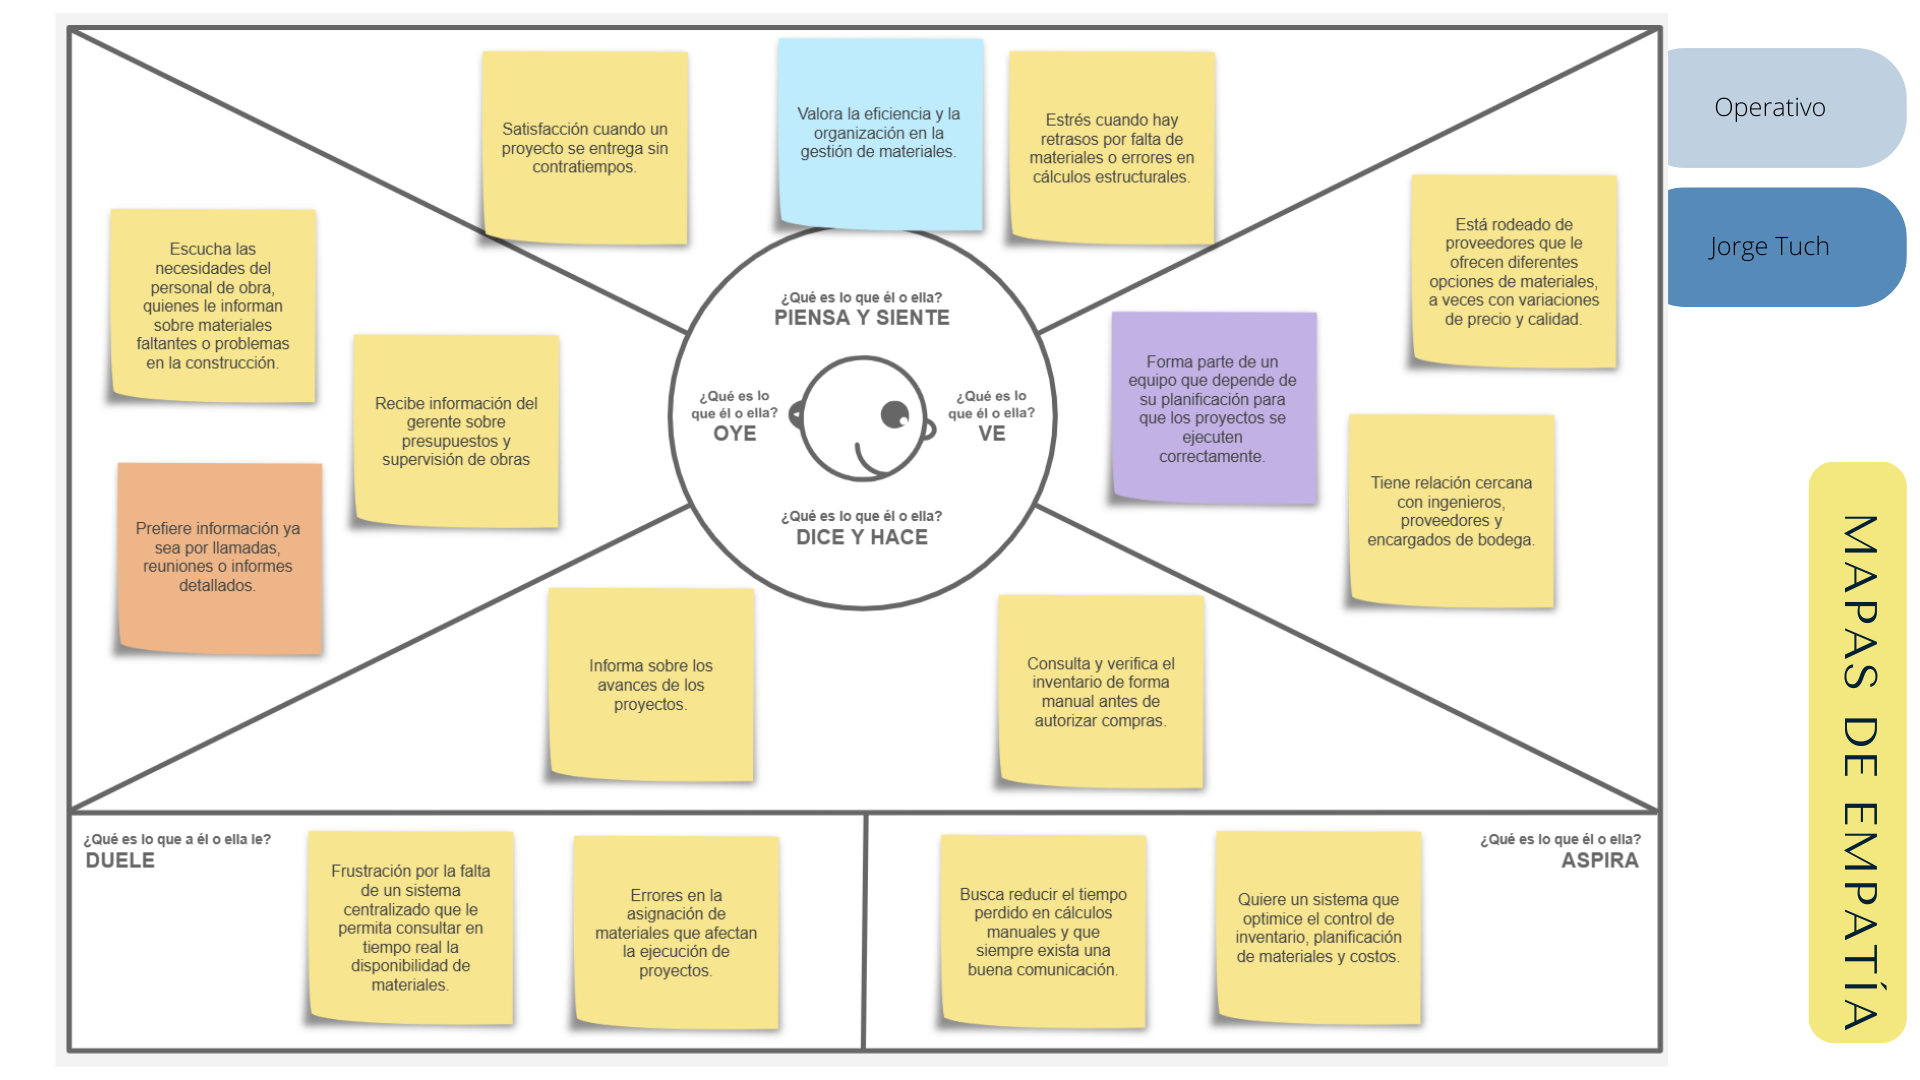 Satisfacción cuando un
proyecto se entrega sin
contratiempos.
Valora la eficiencia y la
organización en la
gestión de materiales.
Estrés cuando hay
retrasos por falta de
materiales o errores en
cálculos estructurales.
Operativo
Jorge Tuch
Escucha las
necesidades del
personal de obra,
quienes le informan
sobre materiales
faltantes o problemas
en la construcción.
Recibe información del
gerente sobre
presupuestos y
supervisión de obras
Prefiere información ya
sea por llamadas,
reuniones o informes
detallados.
¿Qué es lo que él o ella?
PIENSA Y SIENTE
¿Qué es lo
que él o ella?
OYE
¿Qué es lo
que él o ella?
VE
¿Qué es lo que él o ella?
DICE Y HACE
Está rodeado de
proveedores que le
ofrecen diferentes
opciones de materiales,
a veces con variaciones
de precio y calidad.
Forma parte de un
equipo que depende de
su planificación para
que los proyectos se
ejecuten
correctamente.
Tiene relación cercana
con ingenieros,
proveedores y
encargados de bodega.
Informa sobre los
avances de los
proyectos.
Consulta y verifica el
inventario de forma
manual antes de
autorizar compras.
¿Qué es lo que a él o ella le?
DUELE
Frustración por la falta
de un sistema
centralizado que le
permita consultar en
tiempo real la
disponibilidad de
materiales.
Errores en la
asignación de
materiales que afectan
la ejecución de
proyectos.
Busca reducir el tiempo
perdido en cálculos
manuales y que
siempre exista una
buena comunicación.
Quiere un sistema que
optimice el control de
inventario, planificación
de materiales y costos.
¿Qué es lo que él o ella?
ASPIRA
MAPAS DE EMPATÍA